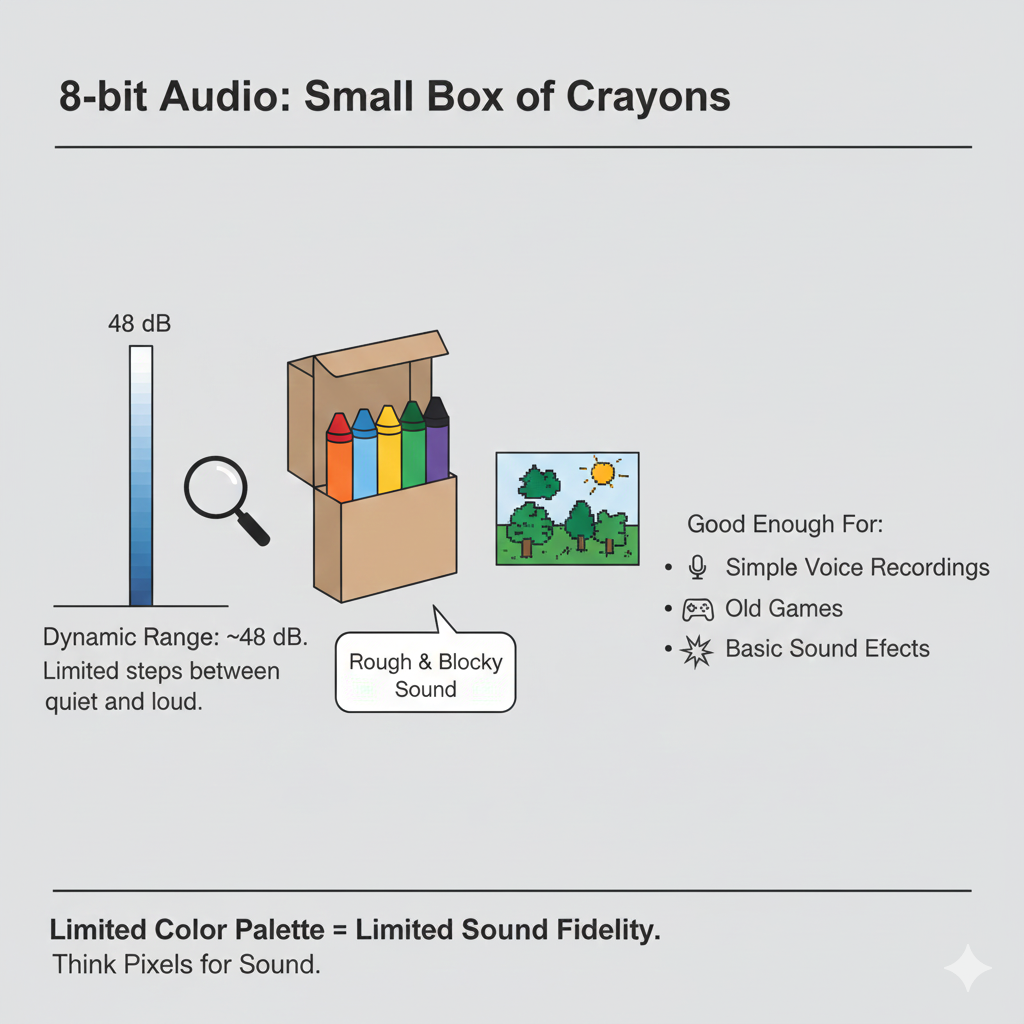 8-bit Audio: Small Box of Crayons
48 dB
Dynamic Range: ~48 dB.
Limited steps between
quiet and loud.
Rough & Blocky
Sound
Good Enough For:
• Simple Voice Recordings
• Old Games
• Basic Sound Efects
Limited Color Palette = Limited Sound Fidelity.
Think Pixels for Sound.